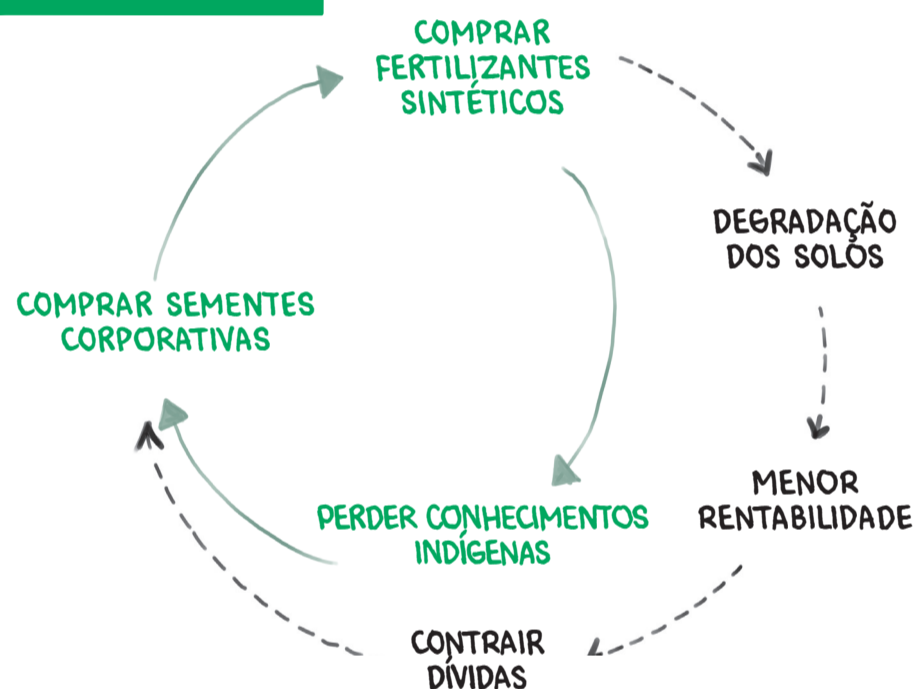 COMPRAR
FERTILIZANTES
SINTÉTICOS
DEGRADAÇÃO
DOS SOLOS
COMPRAR SEMENTES
CORPORATIVAS
MENOR
RENTABILIDADE
PERDER CONHECIMENTOS
INDÍGENAS
CONTRAIR
DÍVIDAS